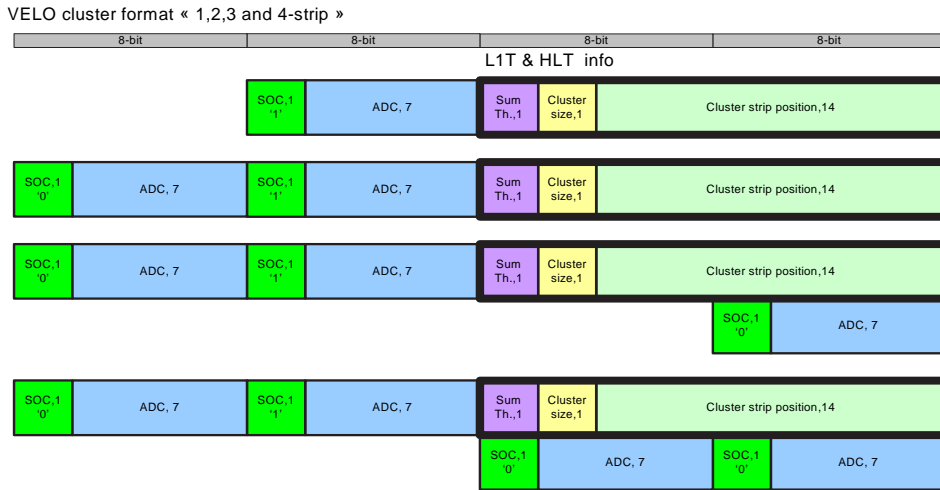 VELO cluster format « 1,2,3 and 4-strip »
8-bit 8-bit 8-bit 8-bit
L1T & HLT info
SOC,1 ADC, 7 Sum Cluster Cluster strip position,14
‘1’ Th.,1 size,1
SOC,1 ADC, 7 SOC,1 ADC, 7 Sum Cluster Cluster strip position,14
‘0’ ‘1’ Th.,1 size,1
SOC,1 ADC, 7 SOC,1 ADC, 7 Sum Cluster Cluster strip position,14
‘0’ ‘1’ Th.,1 size,1
SOC,1 ADC, 7
‘0’
SOC,1 ADC, 7 SOC,1 ADC, 7 Sum Cluster Cluster strip position,14
‘0’ ‘1’ Th.,1 size,1
SOC,1 ADC, 7 SOC,1 ADC, 7
‘0’ ‘0’